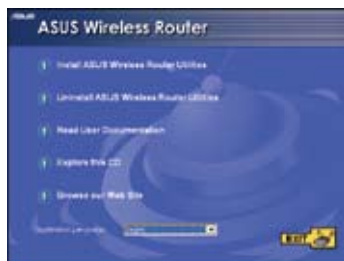 ASUS Wireless Router
Install ASUS Wireless Router Utilities
Uninstall ASUS Wireless Router Utilities
Read User Documentation
Explore this CD
Browse our Web Site
EXIT